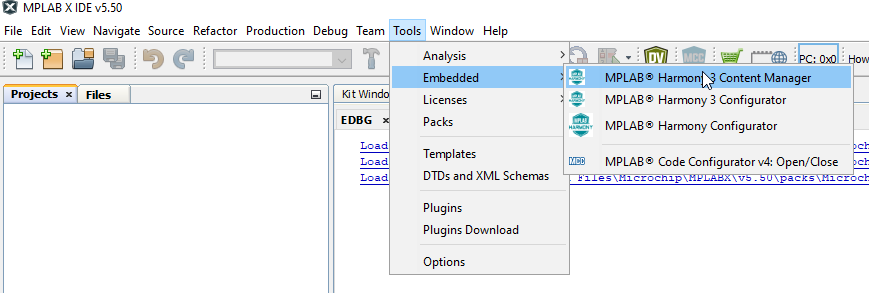 MPLAB X IDE v5.50
File Edit View Navigate Source Refactor Production Debug Team Tools Window Help
PC: 0x0 How
Projects × Files
Kit Window
EDBG ×
Analysis
Embedded
Licenses
Packs
Templates
DTDs and XML Schemas
Plugins
Plugins Download
Options
MPLAB® Harmony 3 Content Manager
MPLAB® Harmony 3 Configurator
MPLAB® Harmony Configurator
MPLAB® Code Configurator v4: Open/Close
Load
Load
Load Files\Microchip\MPLABX\v5.50\packs\Microch